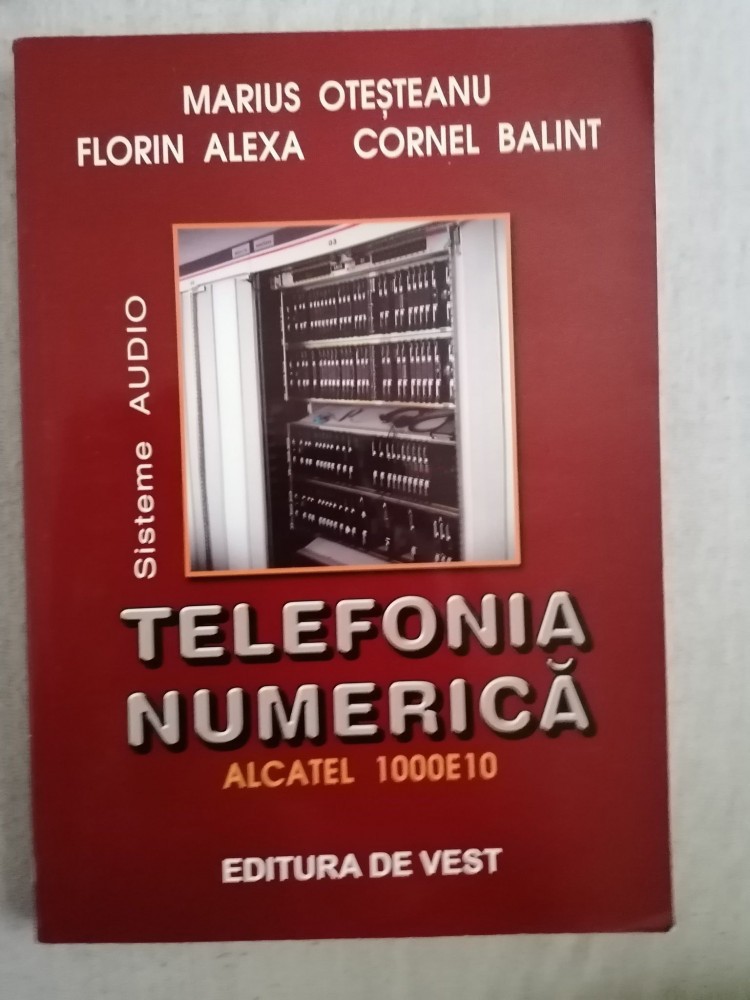 MARIUS OTEȘTEANU
FLORIN ALEXA CORNEL BALINT
Sisteme AUDIO
TELEFONIA
NUMERICĂ
ALCATEL 1000E10
EDITURA DE VEST